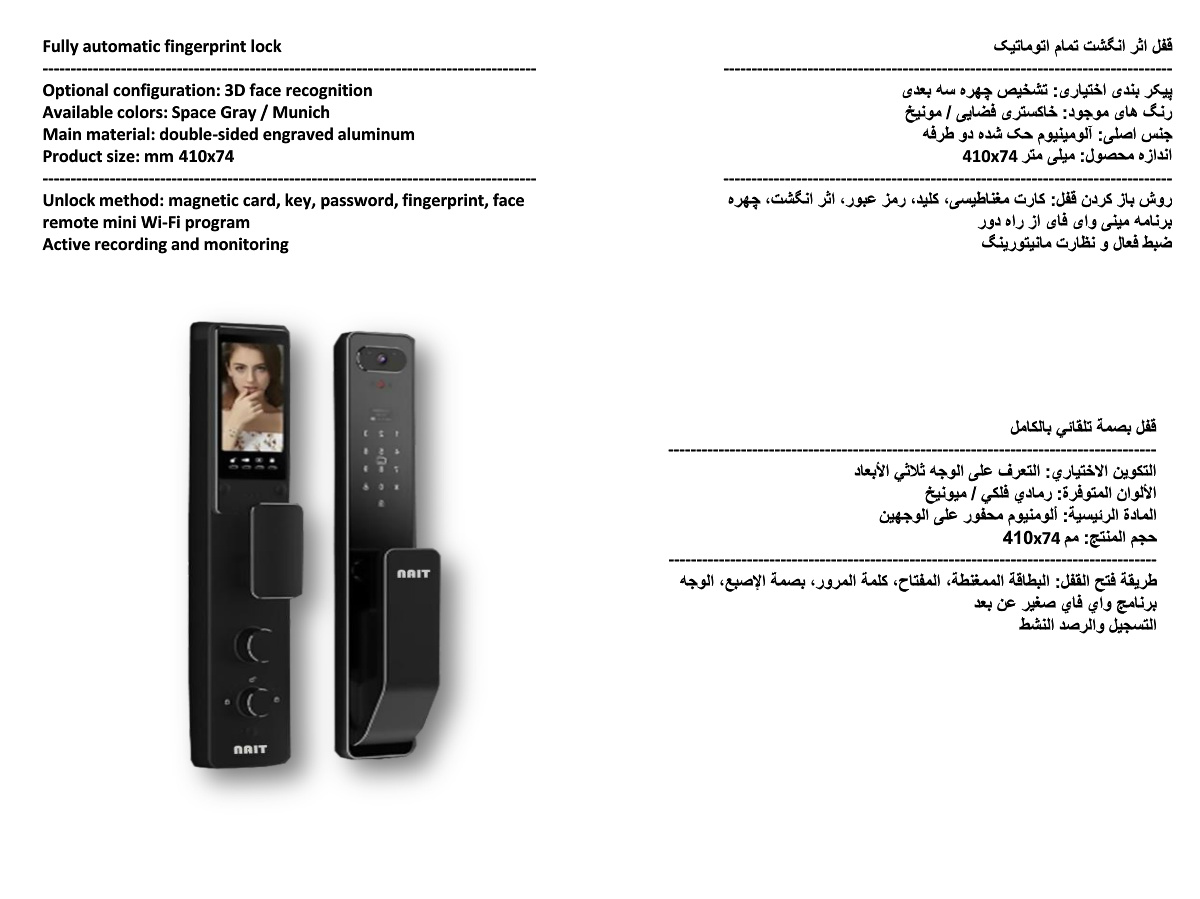 Fully automatic fingerprint lock
Optional configuration: 3D face recognition
Available colors: Space Gray / Munich
Main material: double-sided engraved aluminum
Product size: mm 410x74
Unlock method: magnetic card, key, password, fingerprint, face
remote mini Wi-Fi program
Active recording and monitoring
قفل اثر انگشت تمام اتوماتیک
پیکر بندی اختیاری: تشخیص چهره سه بعدی
رنگ های موجود: خاکستری فضایی / مونیخ
جنس اصلی: آلومینیوم حک شده دو طرفه
اندازه محصول: میلی متر 410x74
روش باز کردن قفل: کارت مغناطیسی، کلید، رمز عبور، اثر انگشت، چهره
برنامه مینی وای فای از راه دور
ضبط فعال و نظارت مانیتورینگ
قفل بصمة تلقائي بالكامل
التكوين الاختياري: التعرف على الوجه ثلاثي الأبعاد
الألوان المتوفرة: رمادي فلكي / ميونيخ
المادة الرئيسية: ألومنيوم محفور على الوجهين
حجم المنتج: مم 410x74
طريقة فتح القفل: البطاقة الممغنطة، المفتاح، كلمة المرور، بصمة الإصبع، الوجه
برنامج واي فاي صغير عن بعد
التسجيل والرصد النشط
NAIT
NAIT